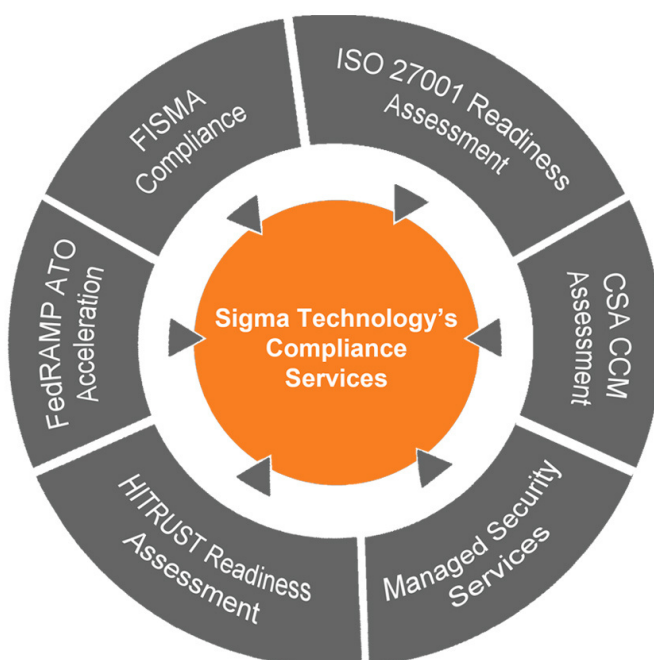 ISO 27001 Readiness
Assessment
CSA CCM
Assessment
Managed Security
Services
HITRUST Readiness
Assessment
FedRAMP ATO
Acceleration
FISMA
Compliance
Sigma Technology’s
Compliance
Services